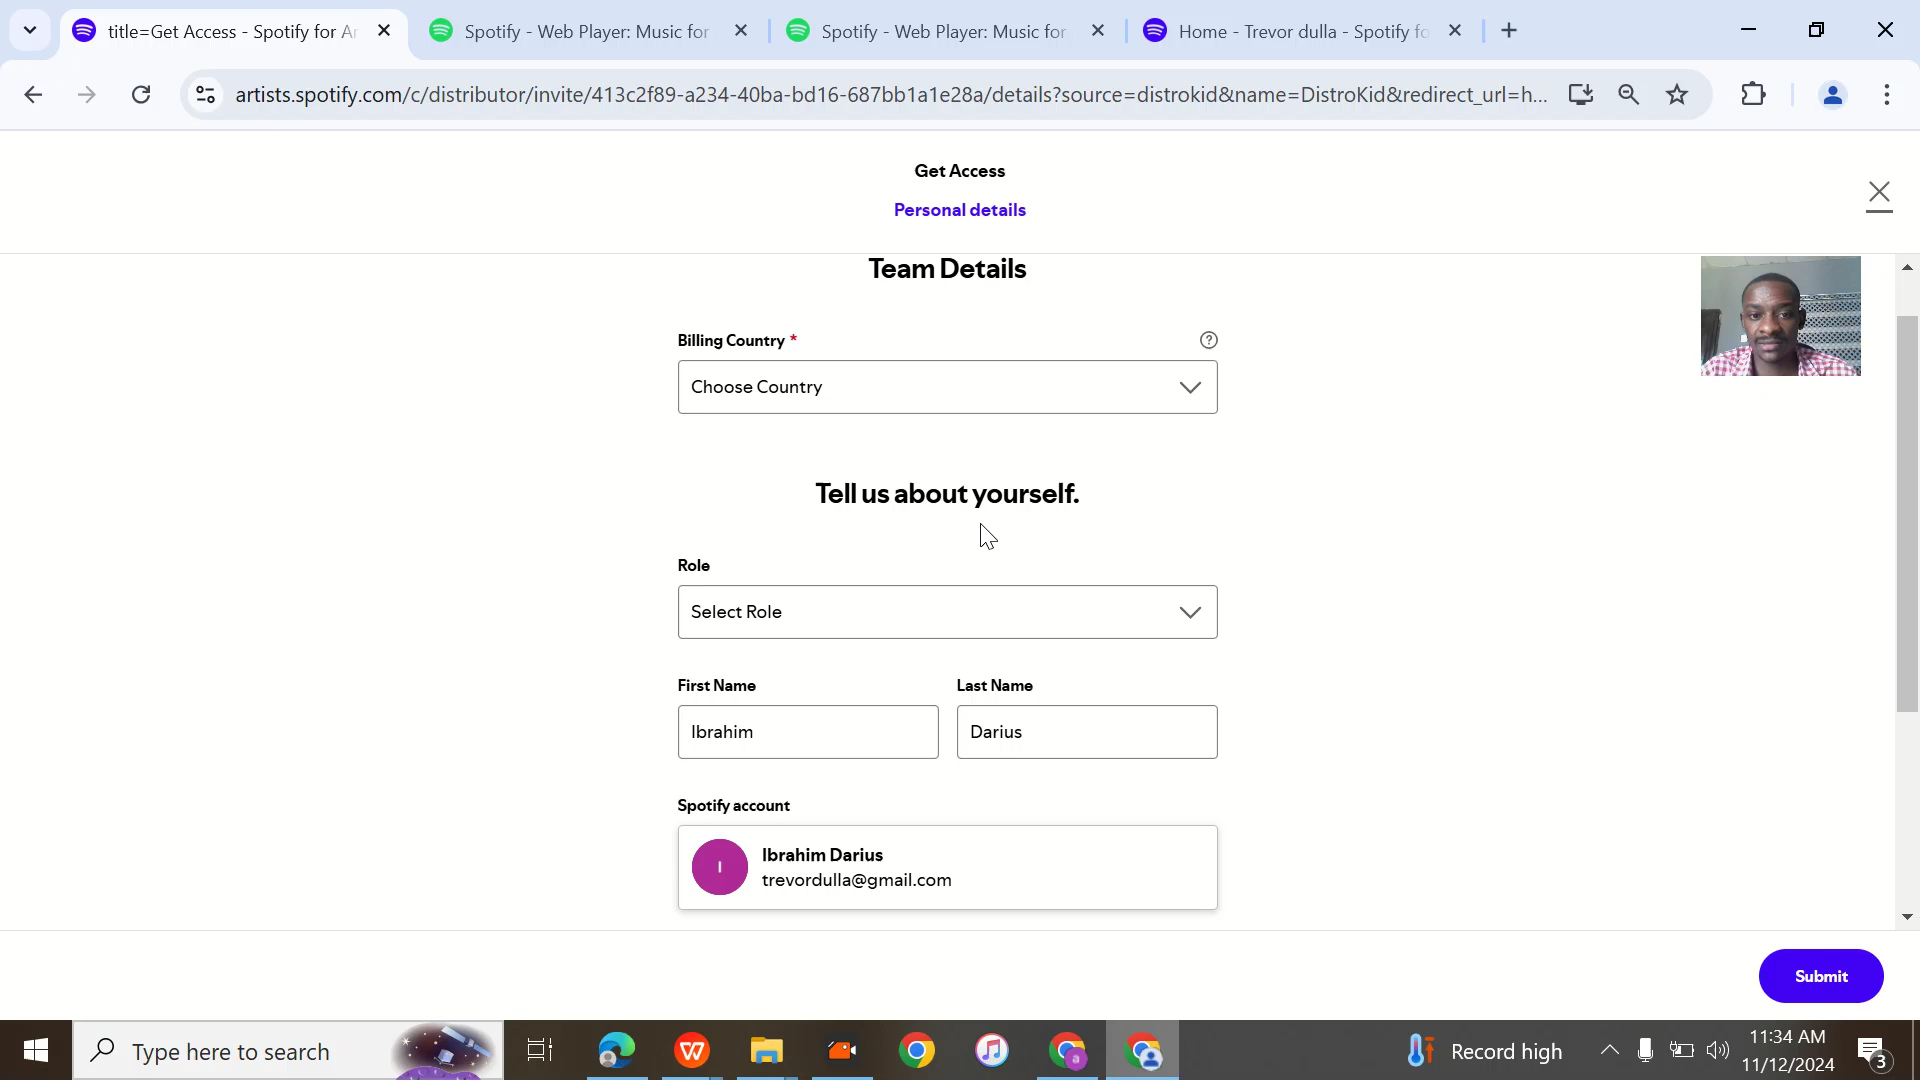 title=Get Access - Spotify for Ar
Spotify - Web Player: Music for
Spotify - Web Player: Music for
Home - Trevor dulla - Spotify fo
artists.spotify.com/c/distributor/invite/413c2f89-a234-40ba-bd16-687bb1a1e28a/details?source=distrokid&name=DistroKid&redirect_url=h...
Get Access
Personal details
Team Details
Billing Country *
?
Choose Country
Tell us about yourself.
Role
Select Role
First Name
Last Name
Ibrahim
Darius
Spotify account
I
Ibrahim Darius
trevordulla@gmail.com
Submit
Type here to search
W
a
Record high
11:34 AM
11/12/2024
3